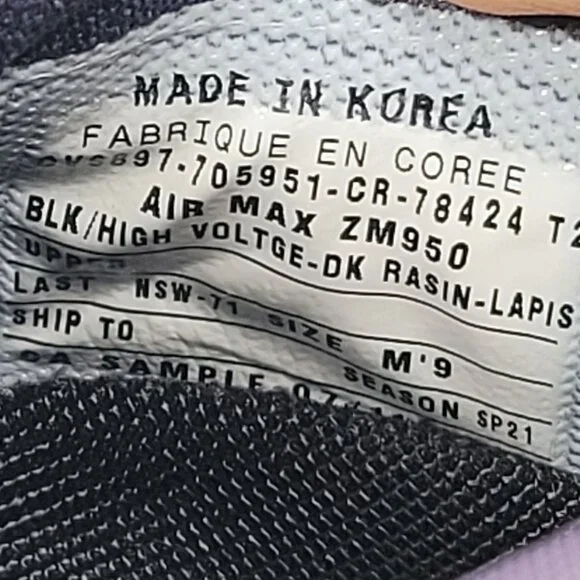 MADE IN KOREA
FABRIQUE EN COREE
97-705951-CR-78424 T2
AIR MAX ZM950
BLK/HIGH VOLTGE-DK RASIN-LAPIS
UPPER
LAST NSW-71 SIZE M'9
SHIP TO
SEASON SP21
SAMPLE